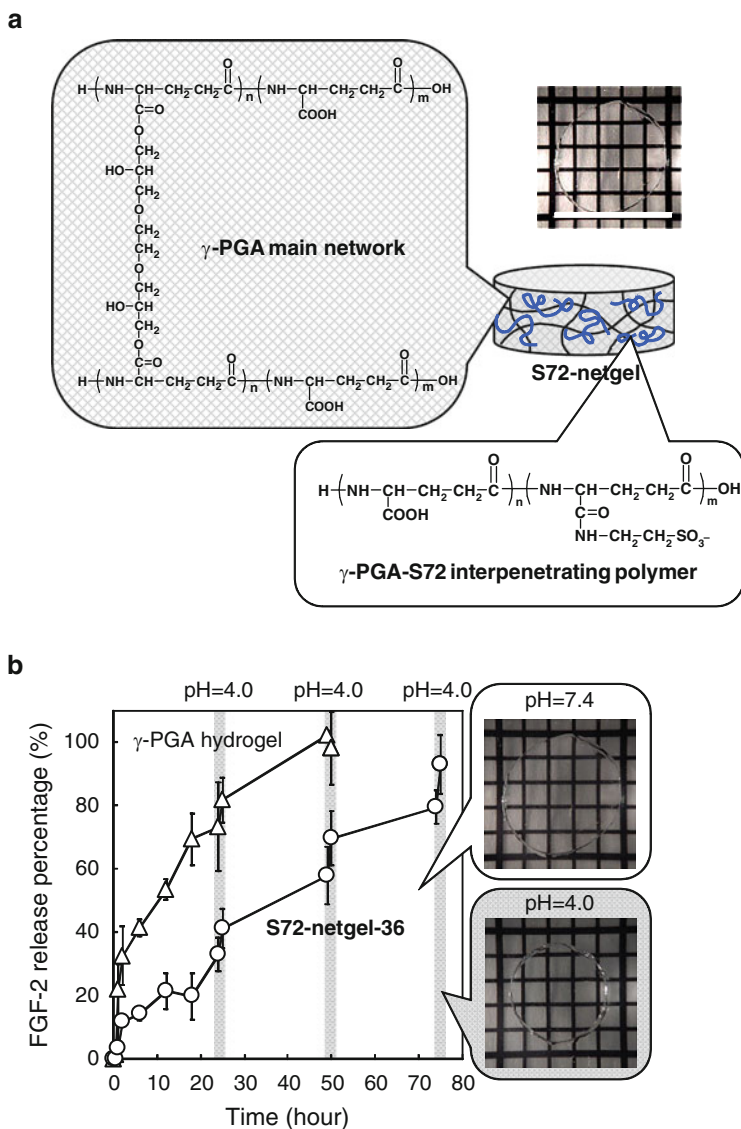 a
H-(-NH-CH-CH2-CH2-C-)n(-NH-CH-CH2-CH2-C-)m-OH
O
O
C=O
COOH
O
CH2
HO-CH
CH2
O
CH2
CH2
O
CH2
HO-CH
CH2
O
C=O
γ-PGA main network
O
O
H-(-NH-CH-CH2-CH2-C-)n(-NH-CH-CH2-CH2-C-)m-OH
COOH
S72-netgel
O
O
H-(-NH-CH-CH2-CH2-C-)n(-NH-CH-CH2-CH2-C-)m-OH
COOH
C=O
NH-CH2-CH2-SO3-
γ-PGA-S72 interpenetrating polymer
b
pH=4.0 pH=4.0 pH=4.0
γ-PGA hydrogel
S72-netgel-36
FGF-2 release percentage (%)
100
80
60
40
20
0
0 10 20 30 40 50 60 70 80
Time (hour)
pH=7.4
pH=4.0